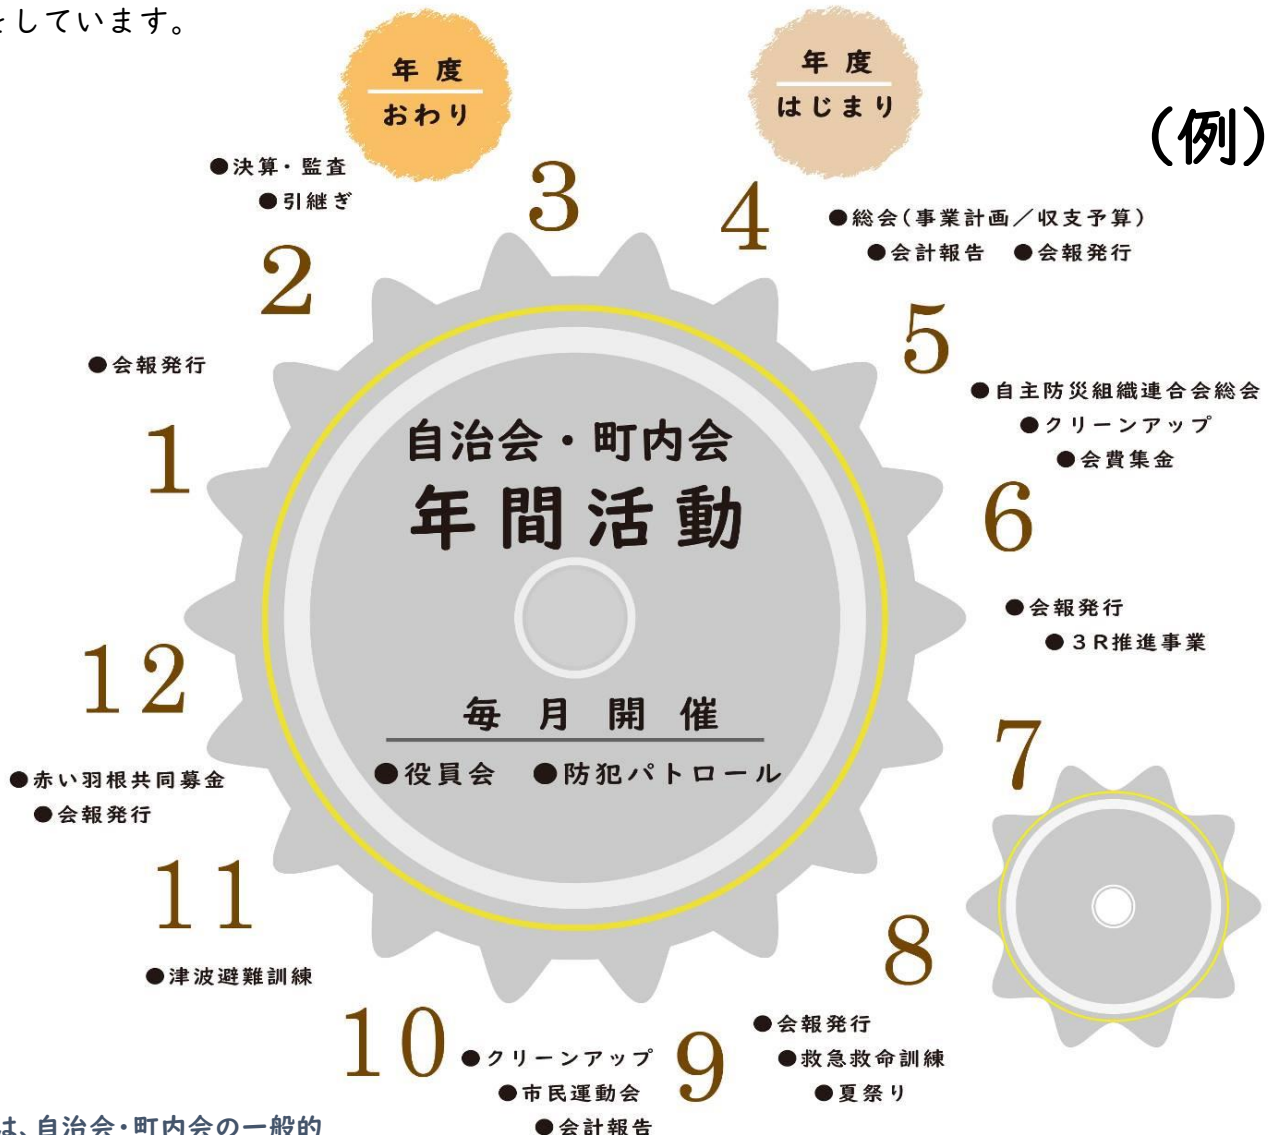 をしています。
年度
おわり
年度
はじまり
（例）
3
●決算・監査
●引継ぎ
4
●総会（事業計画／収支予算）
●会計報告　●会報発行
2
5
●会報発行
●自主防災組織連合会総会
●クリーンアップ
●会費集金
1
自治会・町内会
年間活動
6
●会報発行
●３R推進事業
12
毎月開催
●役員会　●防犯パトロール
7
●赤い羽根共同募金
●会報発行
11
8
●津波避難訓練
10
●クリーンアップ
●市民運動会
●会計報告
9
●会報発行
●救急救命訓練
●夏祭り
は、自治会・町内会の一般的